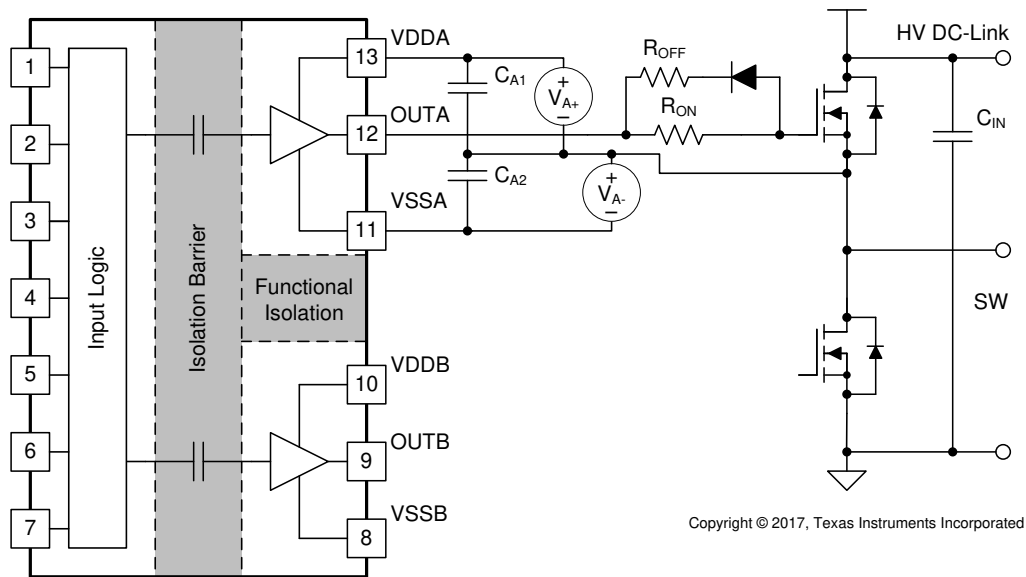 1
2
3
4
5
6
7
Input Logic
Isolation Barrier
Functional
Isolation
13
12
11
10
9
8
VDDA
OUTA
VSSA
VDDB
OUTB
VSSB
CA1
CA2
+
VA+
−
+
VA-
−
ROFF
RON
HV DC-Link
CIN
SW
Copyright © 2017, Texas Instruments Incorporated